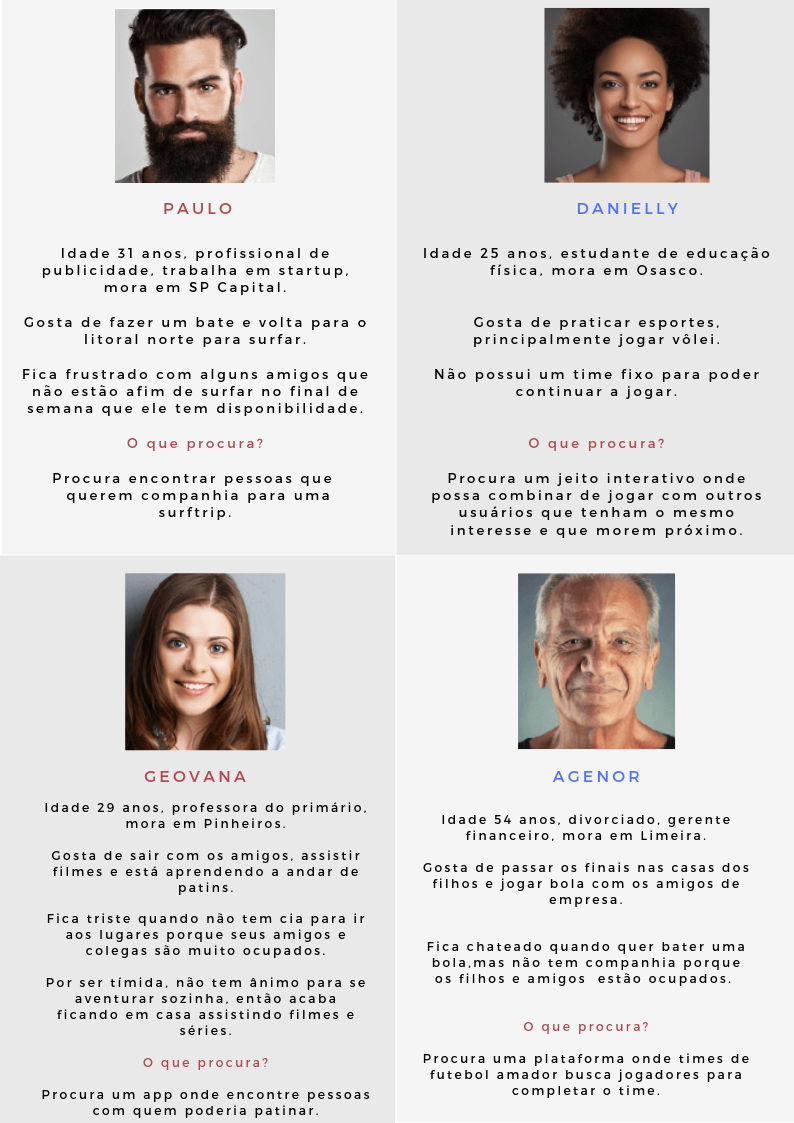 PAULO
Idade 31 anos, profissional de
publicidade, trabalha em startup,
mora em SP Capital.
Gosta de fazer um bate e volta para o
litoral norte para surfar.
Fica frustrado com alguns amigos que
não estão afim de surfar no final de
semana que ele tem disponibilidade.
O que procura?
Procura encontrar pessoas que
querem companhia para uma
surftrip.
DANIELLY
Idade 25 anos, estudante de educação
física, mora em Osasco.
Gosta de praticar esportes,
principalmente jogar vôlei.
Não possui um time fixo para poder
continuar a jogar.
O que procura?
Procura um jeito interativo onde
possa combinar de jogar com outros
usuários que tenham o mesmo
interesse e que morem próximo.
GEOVANA
Idade 29 anos, professora do primário,
mora em Pinheiros.
Gosta de sair com os amigos, assistir
filmes e está aprendendo a andar de
patins.
Fica triste quando não tem cia para ir
aos lugares porque seus amigos e
colegas são muito ocupados.
Por ser tímida, não tem ânimo para se
aventurar sozinha, então acaba
ficando em casa assistindo filmes e
séries.
O que procura?
Procura um app onde encontre pessoas
com quem poderia patinar.
AGENOR
Idade 54 anos, divorciado, gerente
financeiro, mora em Limeira.
Gosta de passar os finais nas casas dos
filhos e jogar bola com os amigos de
empresa.
Fica chateado quando quer bater uma
bola,mas não tem companhia porque
os filhos e amigos estão ocupados.
O que procura?
Procura uma plataforma onde times de
futebol amador busca jogadores para
completar o time.